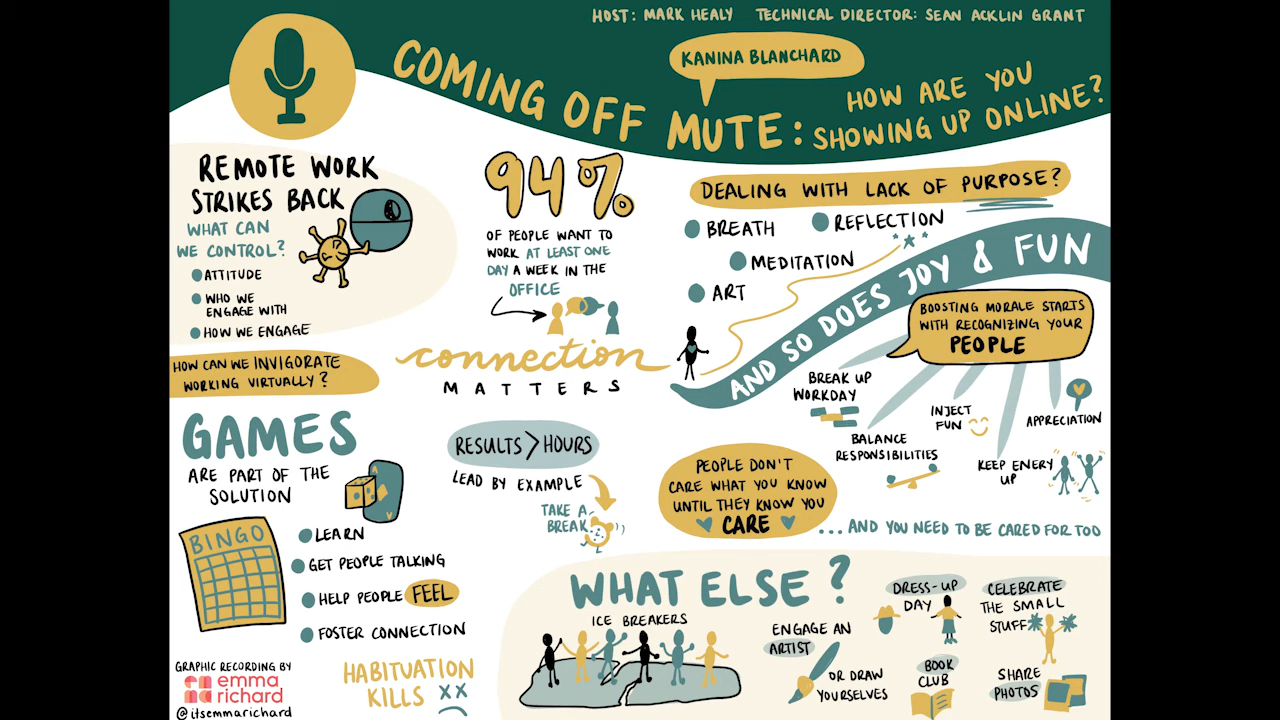 HOST: MARK HEALY TECHNICAL DIRECTOR: SEAN ACKLIN GRANT
KANINA BLANCHARD
COMING OFF MUTE:
HOW ARE YOU
SHOWING UP ONLINE?
REMOTE WORK
STRIKES BACK
WHAT CAN
WE CONTROL?
ATTITUDE
WHO WE
ENGAGE WITH
HOW WE ENGAGE
94%
OF PEOPLE WANT TO
WORK AT LEAST ONE
DAY A WEEK IN THE
OFFICE
connection
MATTERS
DEALING WITH LACK OF PURPOSE?
BREATH
REFLECTION
MEDITATION
ART
AND SO DOES JOY & FUN
BOOSTING MORALE STARTS
WITH RECOGNIZING YOUR
PEOPLE
BREAK UP
WORKDAY
BALANCE
RESPONSIBILITIES
INJECT
FUN
KEEP ENERY
UP
APPRECIATION
HOW CAN WE INVIGORATE
WORKING VIRTUALLY?
GAMES
ARE PART OF THE
SOLUTION
A
BINGO
LEARN
GET PEOPLE TALKING
HELP PEOPLE FEEL
FOSTER CONNECTION
RESULTS > HOURS
LEAD BY EXAMPLE
TAKE A
BREAK
PEOPLE DON'T
CARE WHAT YOU KNOW
UNTIL THEY KNOW YOU
CARE
...AND YOU NEED TO BE CARED FOR TOO
HABITUATION
KILLS
WHAT ELSE?
ICE BREAKERS
ENGAGE AN
ARTIST
OR DRAW
YOURSELVES
DRESS-UP
DAY
BOOK
CLUB
CELEBRATE
THE SMALL
STUFF
SHARE
PHOTOS
GRAPHIC RECORDING BY
emma
richard
@itsemmarichard